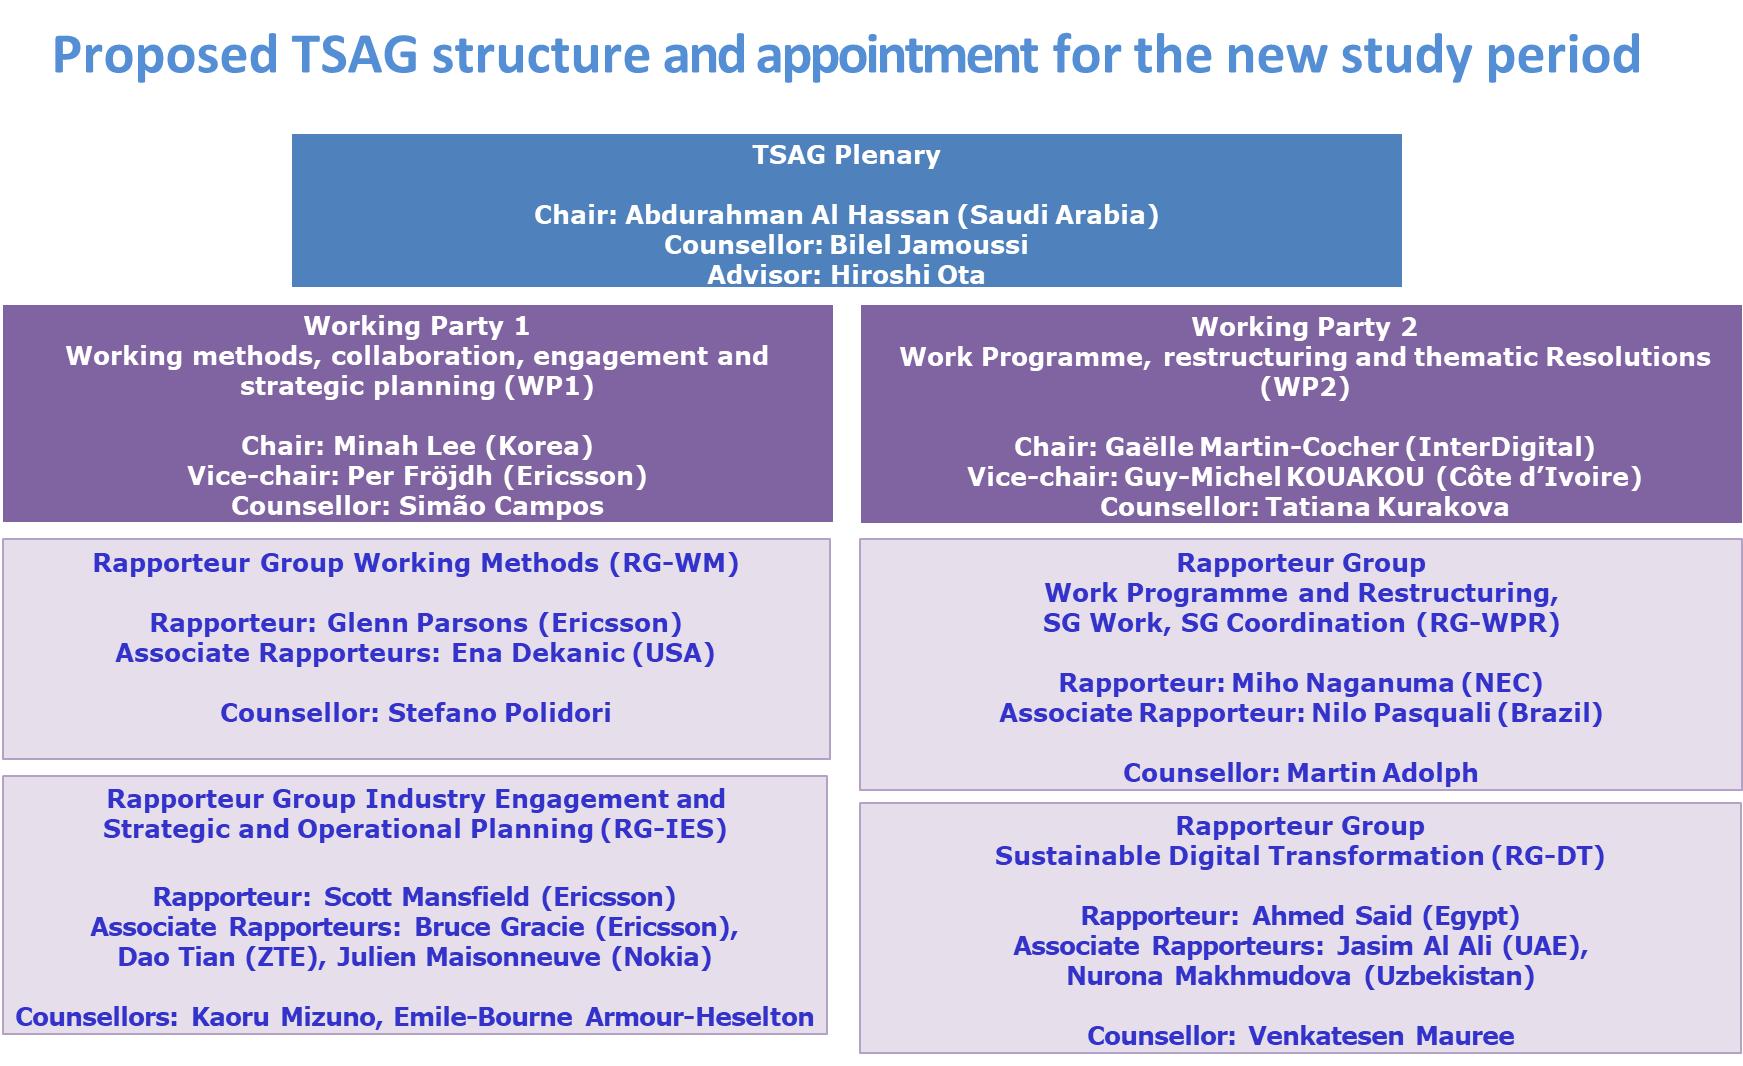 Proposed TSAG structure and appointment for the new study period
TSAG Plenary
Chair: Abdurahman Al Hassan (Saudi Arabia)
Counsellor: Bilel Jamoussi
Advisor: Hiroshi Ota
Working Party 1
Working methods, collaboration, engagement and
strategic planning (WP1)
Chair: Minah Lee (Korea)
Vice-chair: Per Fröjdh (Ericsson)
Counsellor: Simão Campos
Working Party 2
Work Programme, restructuring and thematic Resolutions
(WP2)
Chair: Gaëlle Martin-Cocher (InterDigital)
Vice-chair: Guy-Michel KOUAKOU (Côte d’Ivoire)
Counsellor: Tatiana Kurakova
Rapporteur Group Working Methods (RG-WM)
Rapporteur: Glenn Parsons (Ericsson)
Associate Rapporteurs: Ena Dekanic (USA)
Counsellor: Stefano Polidori
Rapporteur Group Industry Engagement and
Strategic and Operational Planning (RG-IES)
Rapporteur: Scott Mansfield (Ericsson)
Associate Rapporteurs: Bruce Gracie (Ericsson),
Dao Tian (ZTE), Julien Maisonneuve (Nokia)
Counsellors: Kaoru Mizuno, Emile-Bourne Armour-Heselton
Rapporteur Group
Work Programme and Restructuring,
SG Work, SG Coordination (RG-WPR)
Rapporteur: Miho Naganuma (NEC)
Associate Rapporteur: Nilo Pasquali (Brazil)
Counsellor: Martin Adolph
Rapporteur Group
Sustainable Digital Transformation (RG-DT)
Rapporteur: Ahmed Said (Egypt)
Associate Rapporteurs: Jasim Al Ali (UAE),
Nurona Makhmudova (Uzbekistan)
Counsellor: Venkatesen Mauree